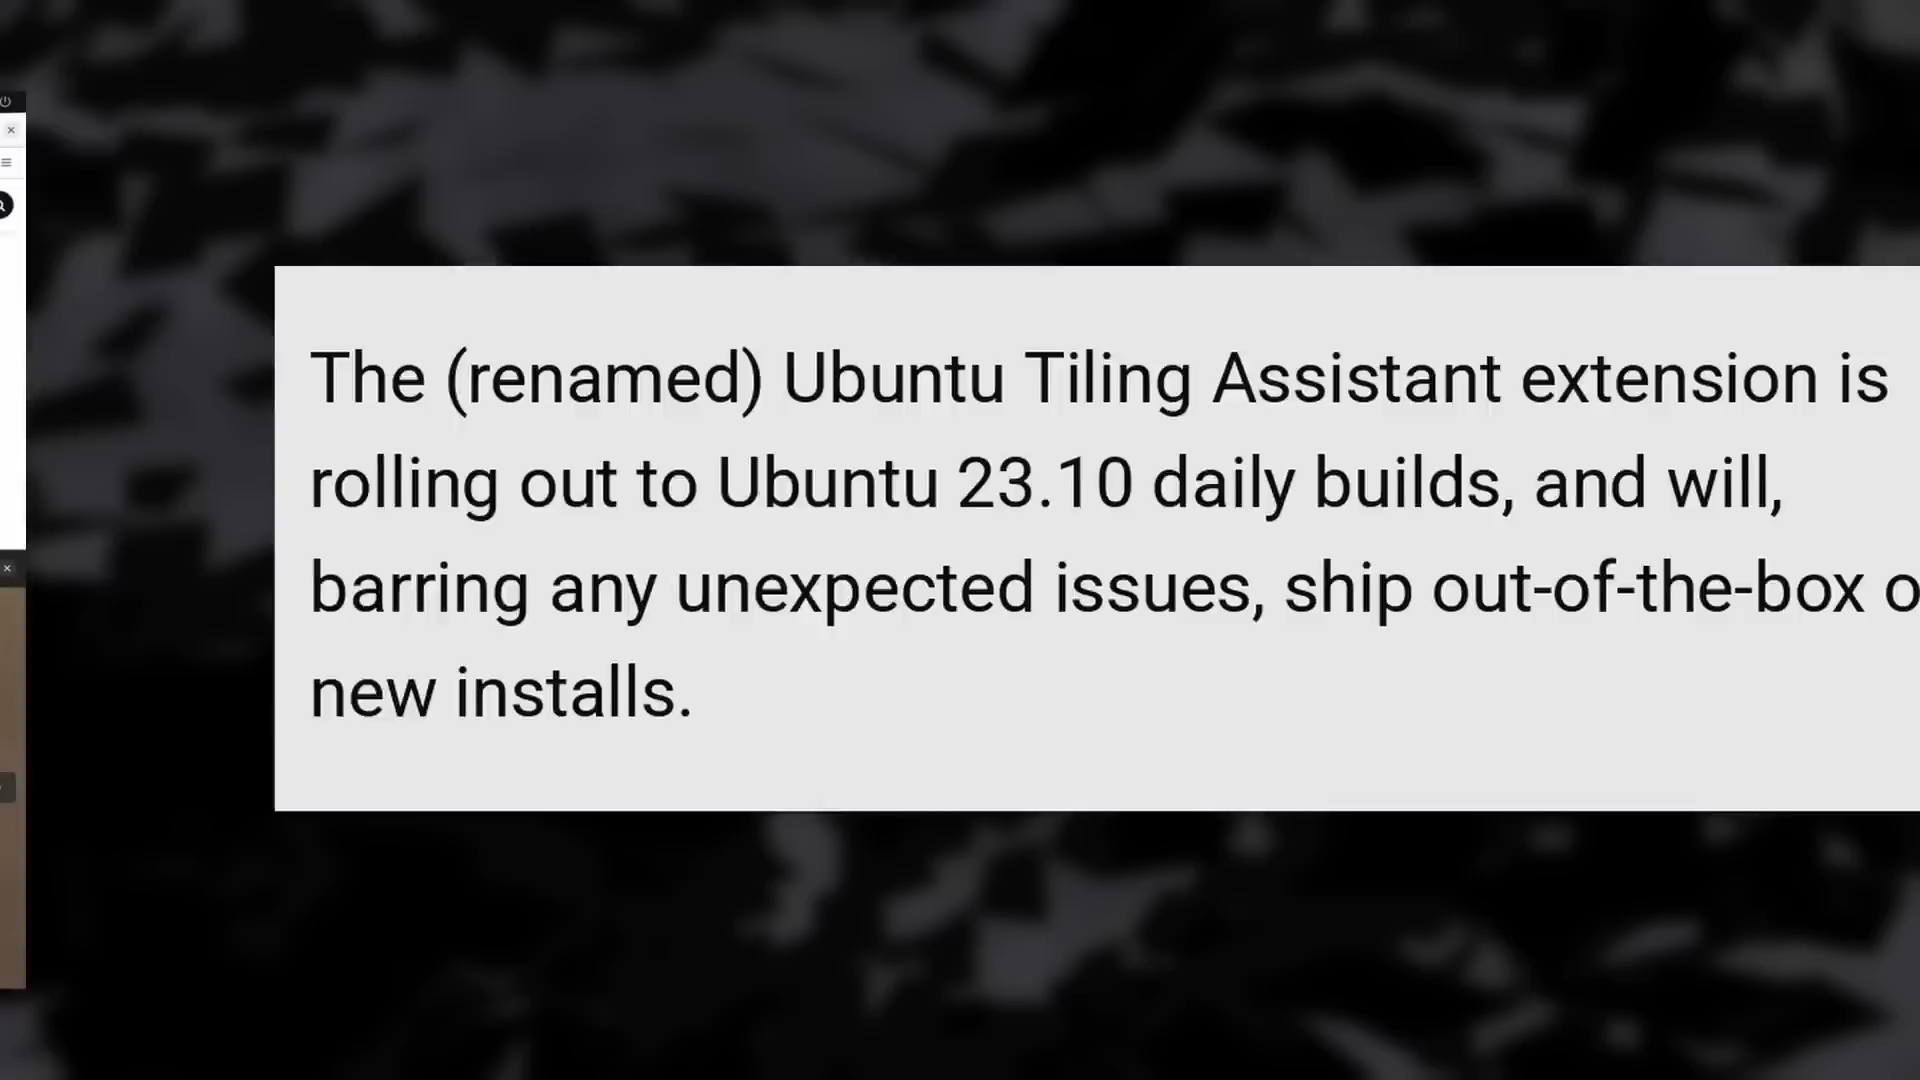 The (renamed) Ubuntu Tiling Assistant extension is
rolling out to Ubuntu 23.10 daily builds, and will,
barring any unexpected issues, ship out-of-the-box
new installs.